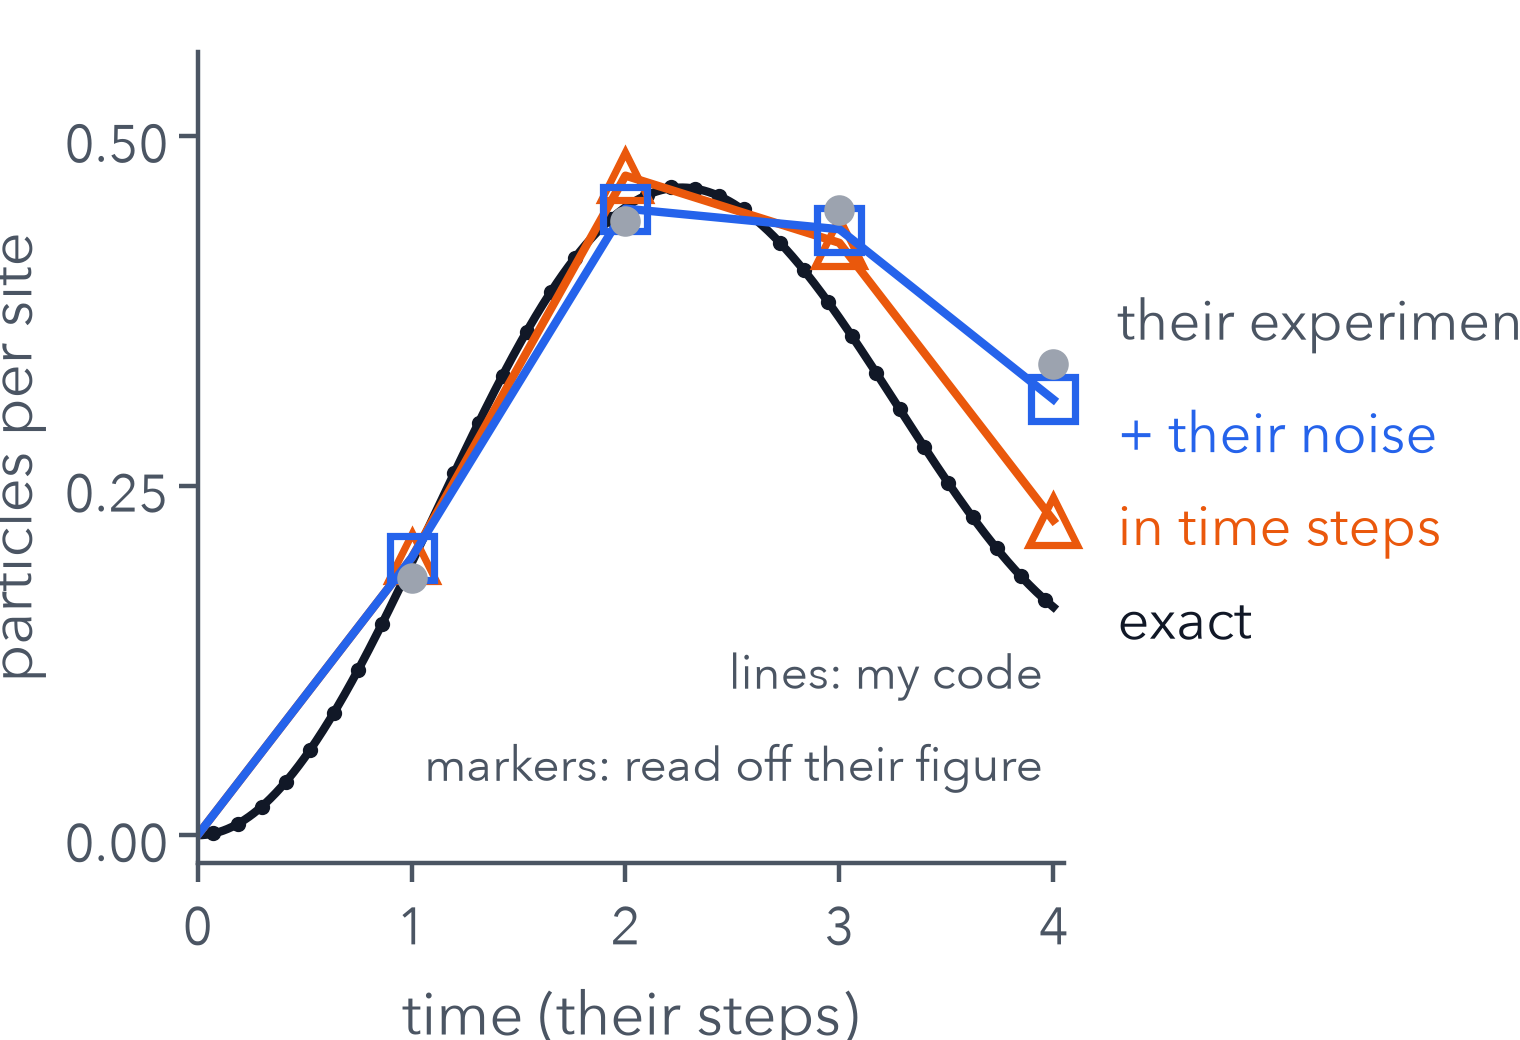 particles per site
0.50
0.25
0.00
0 1 2 3 4
time (their steps)
their experimen
+ their noise
in time steps
exact
lines: my code
markers: read off their figure